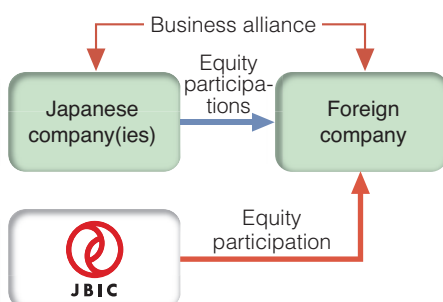 Business alliance
Equity
participa-
tions
Japanese
company(ies)
Foreign
company
Equity
participation
JBIC